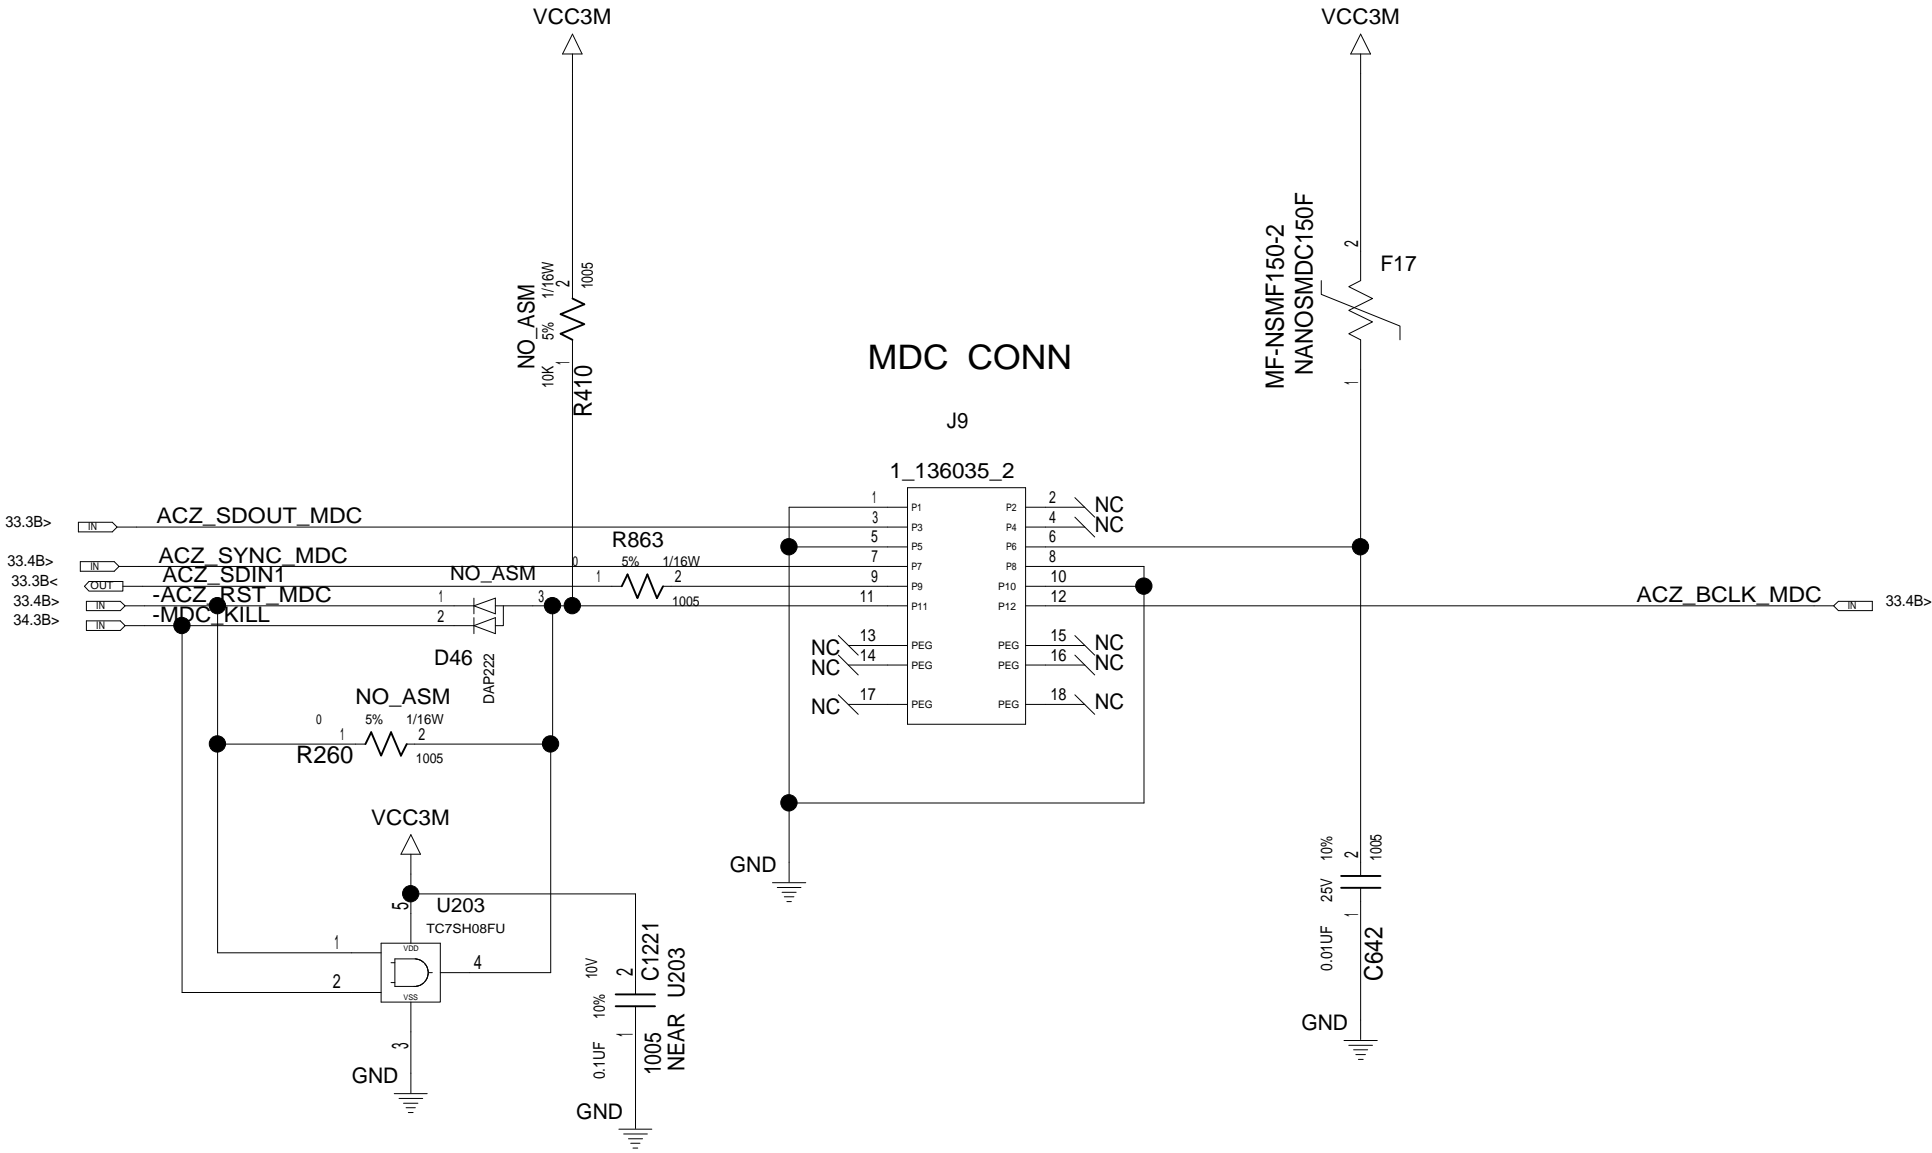 VCC3M
VCC3M
NO_ASM
10K 5% 1/16W
1
2
1005
R410
MF-NSMF150-2
NANOSMDC150F
2
F17
1
MDC CONN
J9
1_136035_2
33.3B> IN ACZ_SDOUT_MDC
33.4B> IN ACZ_SYNC_MDC
33.3B< OUT ACZ_SDIN1
33.4B> IN -ACZ_RST_MDC
34.3B> IN -MDC_KILL
R863
0 5% 1/16W
1 2
1005
NO_ASM
1 3
2
D46
DAP222
1 P1 P2 2 NC
3 P3 P4 4 NC
5 P5 P6 6
7 P7 P8 8
9 P9 P10 10
11 P11 P12 12
NC 13 PEG PEG 15 NC
NC 14 PEG PEG 16 NC
NC 17 PEG PEG 18 NC
ACZ_BCLK_MDC IN 33.4B>
NO_ASM
0 5% 1/16W
1 2
R260 1005
VCC3M
GND
5 U203
TC7SH08FU
VDD
1
2
4
VSS
3
GND
0.1UF 10% 10V
1
2
C1221
1005
NEAR U203
GND
0.01UF 25V 10%
1
2
1005
C642
GND